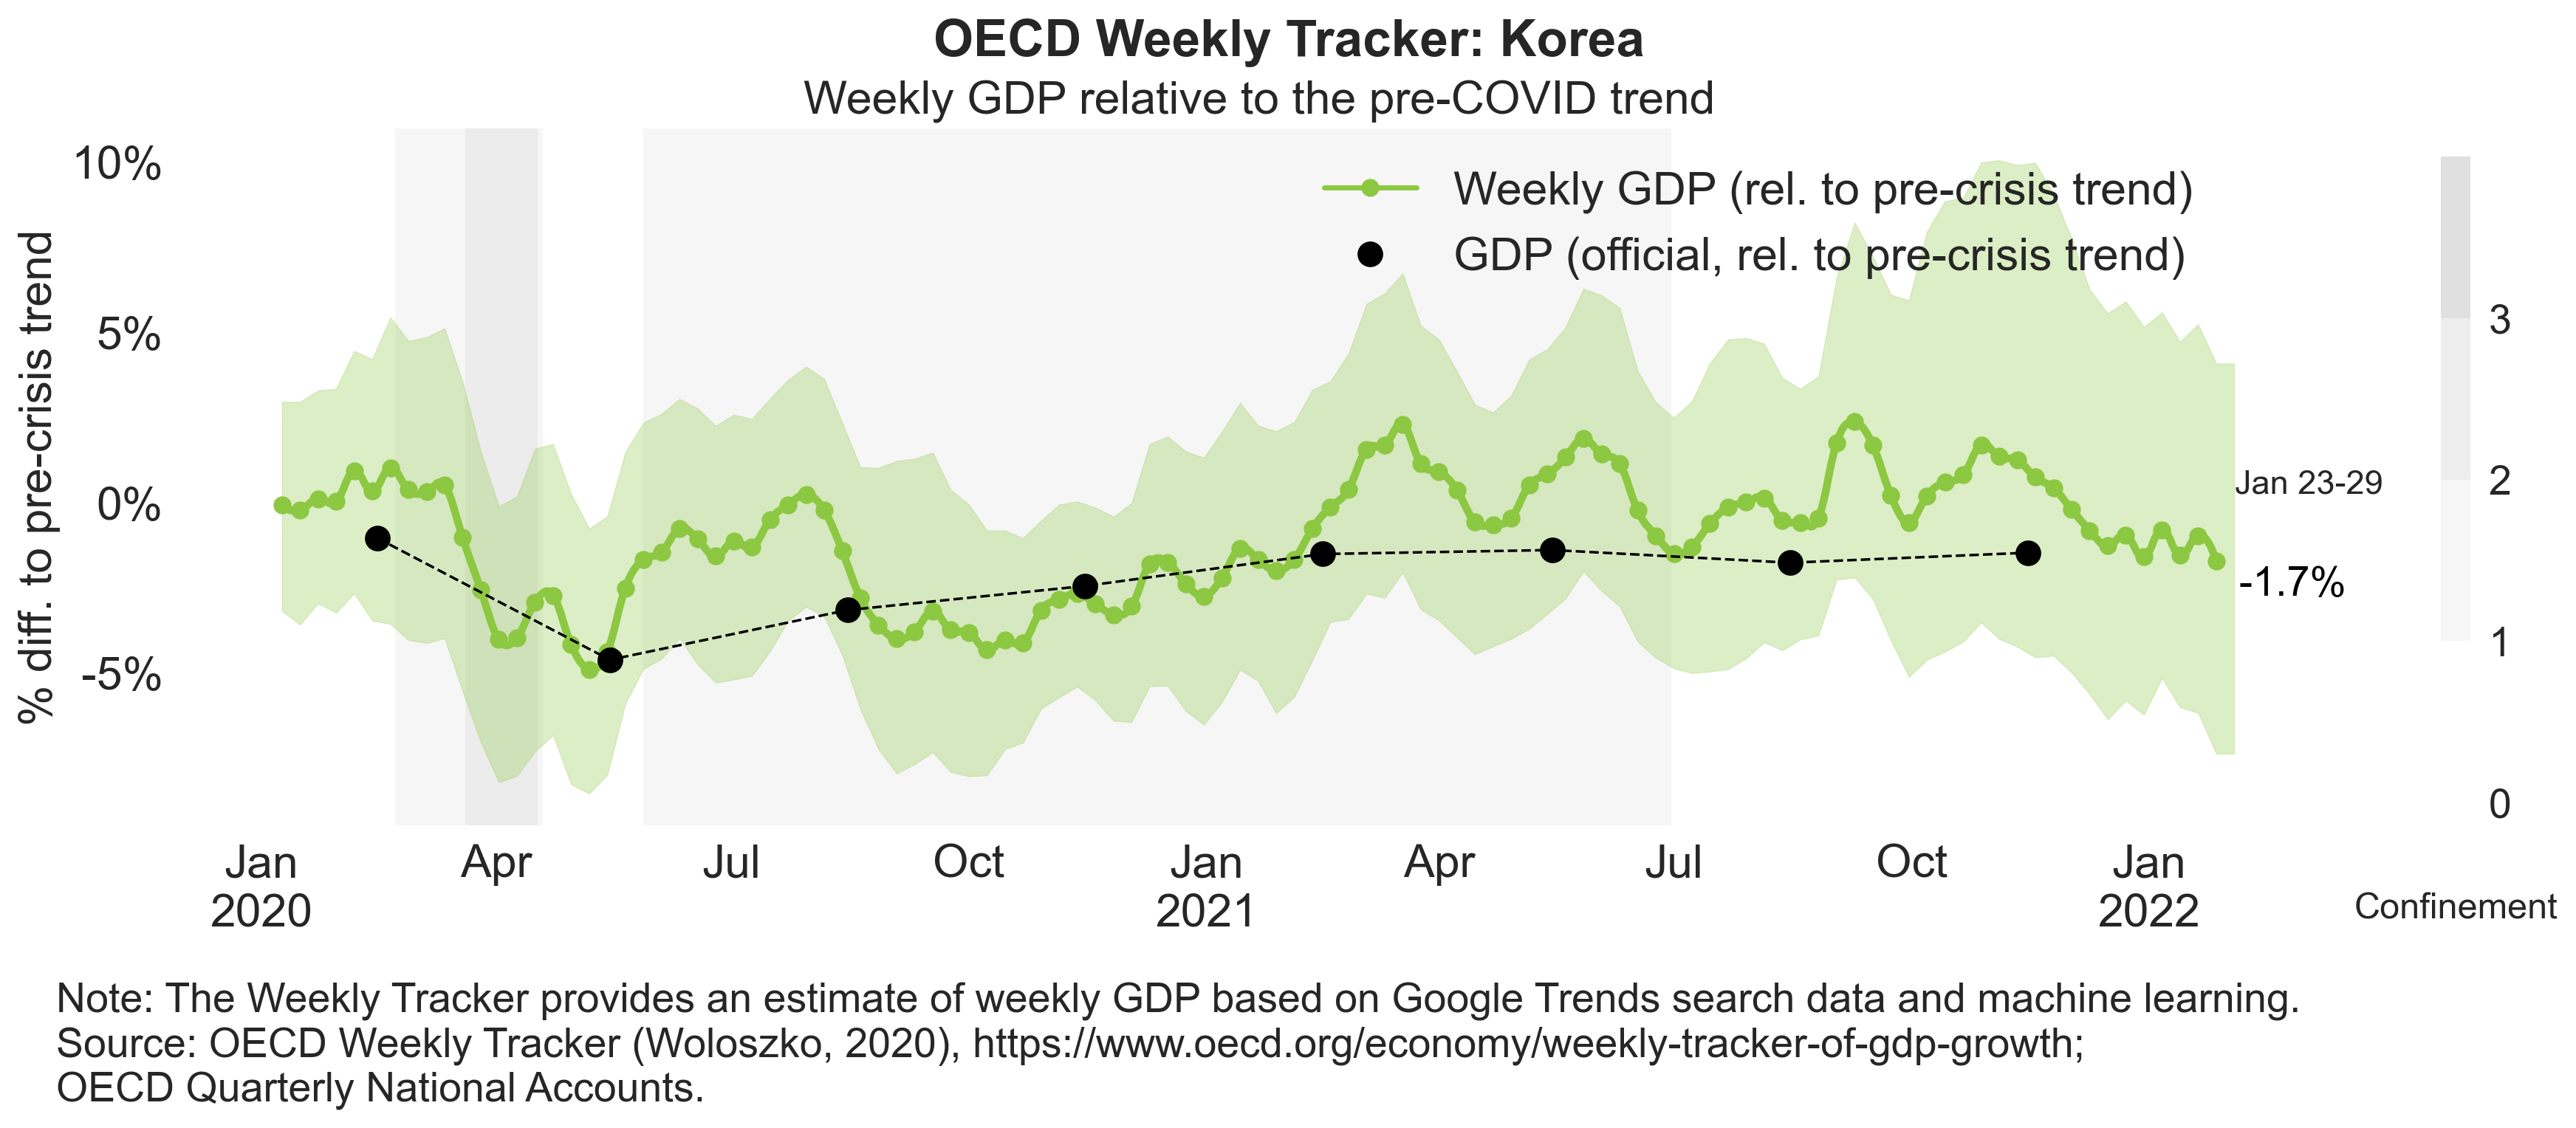 OECD Weekly Tracker: Korea
Weekly GDP relative to the pre-COVID trend
% diff. to pre-crisis trend
10%
5%
0%
-5%
Weekly GDP (rel. to pre-crisis trend)
GDP (official, rel. to pre-crisis trend)
Jan 23-29
-1.7%
3
2
1
0
Confinement
Jan Apr Jul Oct Jan Apr Jul Oct Jan
2020 2021 2022
Note: The Weekly Tracker provides an estimate of weekly GDP based on Google Trends search data and machine learning.
Source: OECD Weekly Tracker (Woloszko, 2020), https://www.oecd.org/economy/weekly-tracker-of-gdp-growth;
OECD Quarterly National Accounts.